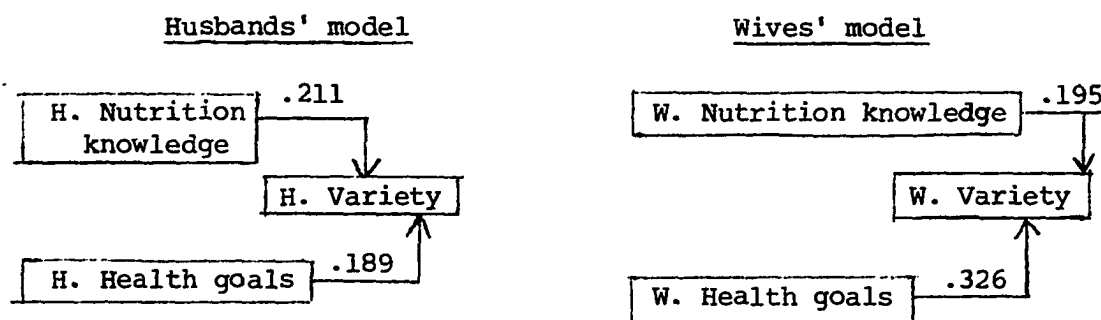 Husbands' model
H. Nutrition
knowledge
.211
H. Variety
H. Health goals
.189
Wives' model
W. Nutrition knowledge
.195
W. Variety
W. Health goals
.326